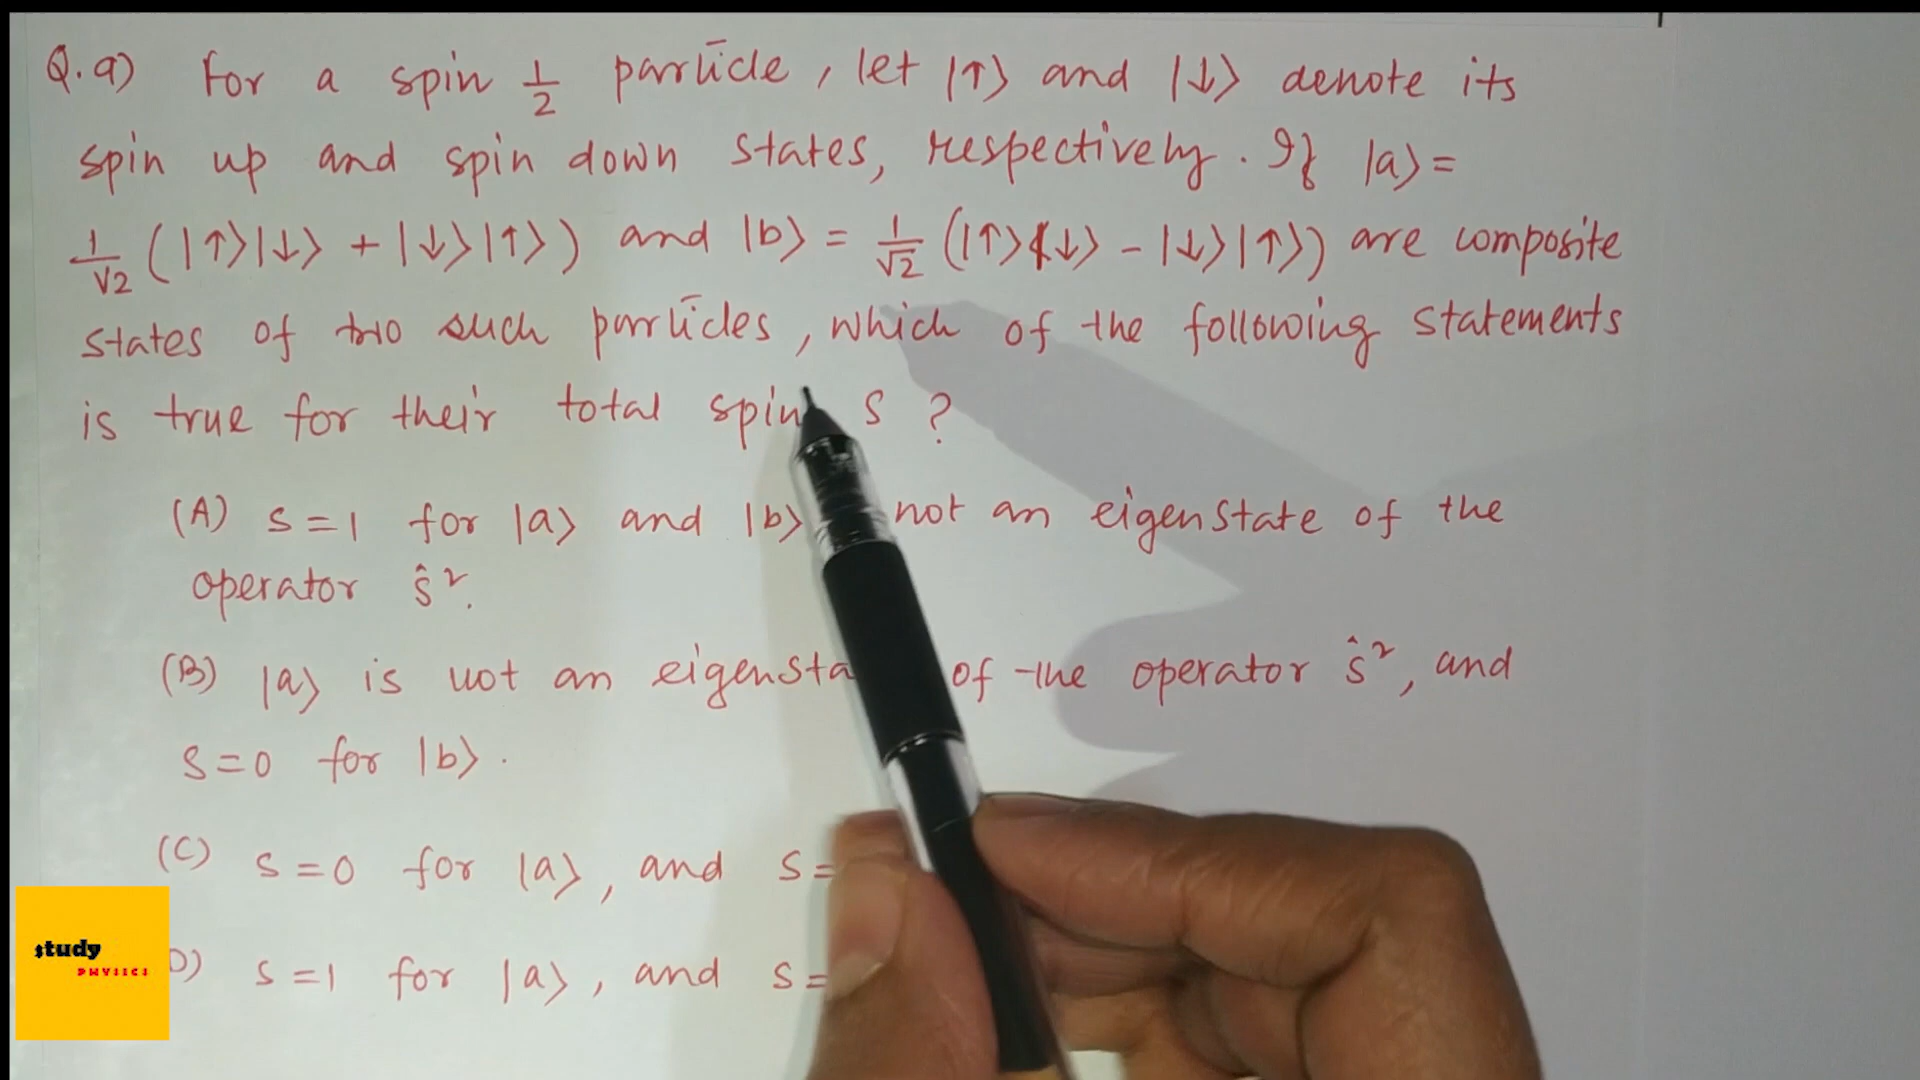 Q. 9) For a spin 1/2 particle, let |↑⟩ and |↓⟩ denote its
spin up and spin down states, respectively. If |a⟩ =
1/√2 (|↑⟩|↓⟩ + |↓⟩|↑⟩) and |b⟩ = 1/√2 (|↑⟩|↓⟩ - |↓⟩|↑⟩) are composite
states of two such particles, which of the following statements
is true for their total spin S ?
(A) S = 1 for |a⟩ and |b⟩ not an eigenstate of the
operator ŝ².
(B) |a⟩ is not an of the operator ŝ², and
S = 0 for |b⟩.
(C) S = 0 for |a⟩, and S =
D) S = 1 for |a⟩, and S =
study
PHYSICS